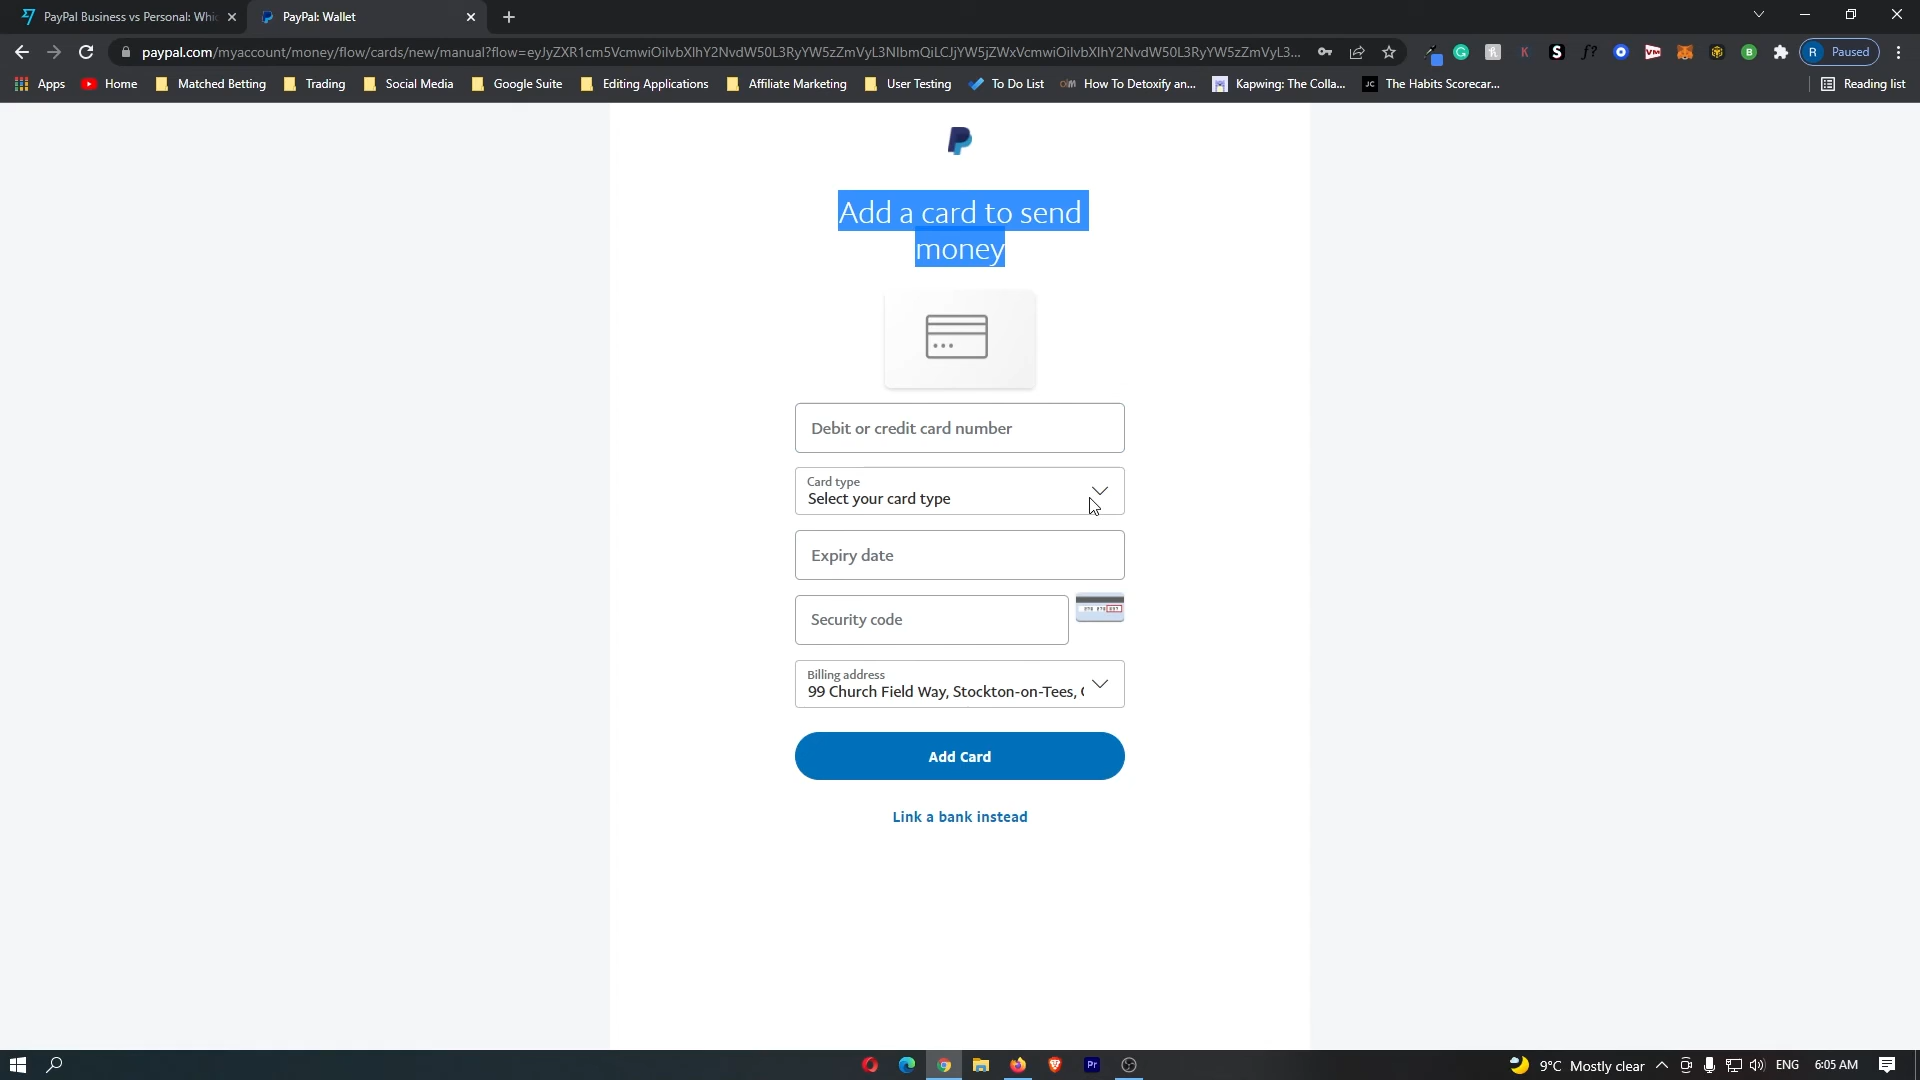 PayPal Business vs Personal: Whic
PayPal: Wallet
paypal.com/myaccount/money/flow/cards/new/manual?flow=eyJyZXR1cm5VcmwiOiIvbXlhY2NvdW50L3RyYW5zZmVyL3NlbmQiLCJjYW5jZWxVcmwiOiIvbXlhY2NvdW50L3RyYW5zZmVyL3...
R Paused
Apps
Home
Matched Betting
Trading
Social Media
Google Suite
Editing Applications
Affiliate Marketing
User Testing
To Do List
How To Detoxify an...
Kapwing: The Colla...
JC The Habits Scorecar...
Reading list
Add a card to send
money
Debit or credit card number
Card type
Select your card type
Expiry date
Security code
Billing address
99 Church Field Way, Stockton-on-Tees,
Add Card
Link a bank instead
9°C Mostly clear
ENG
6:05 AM